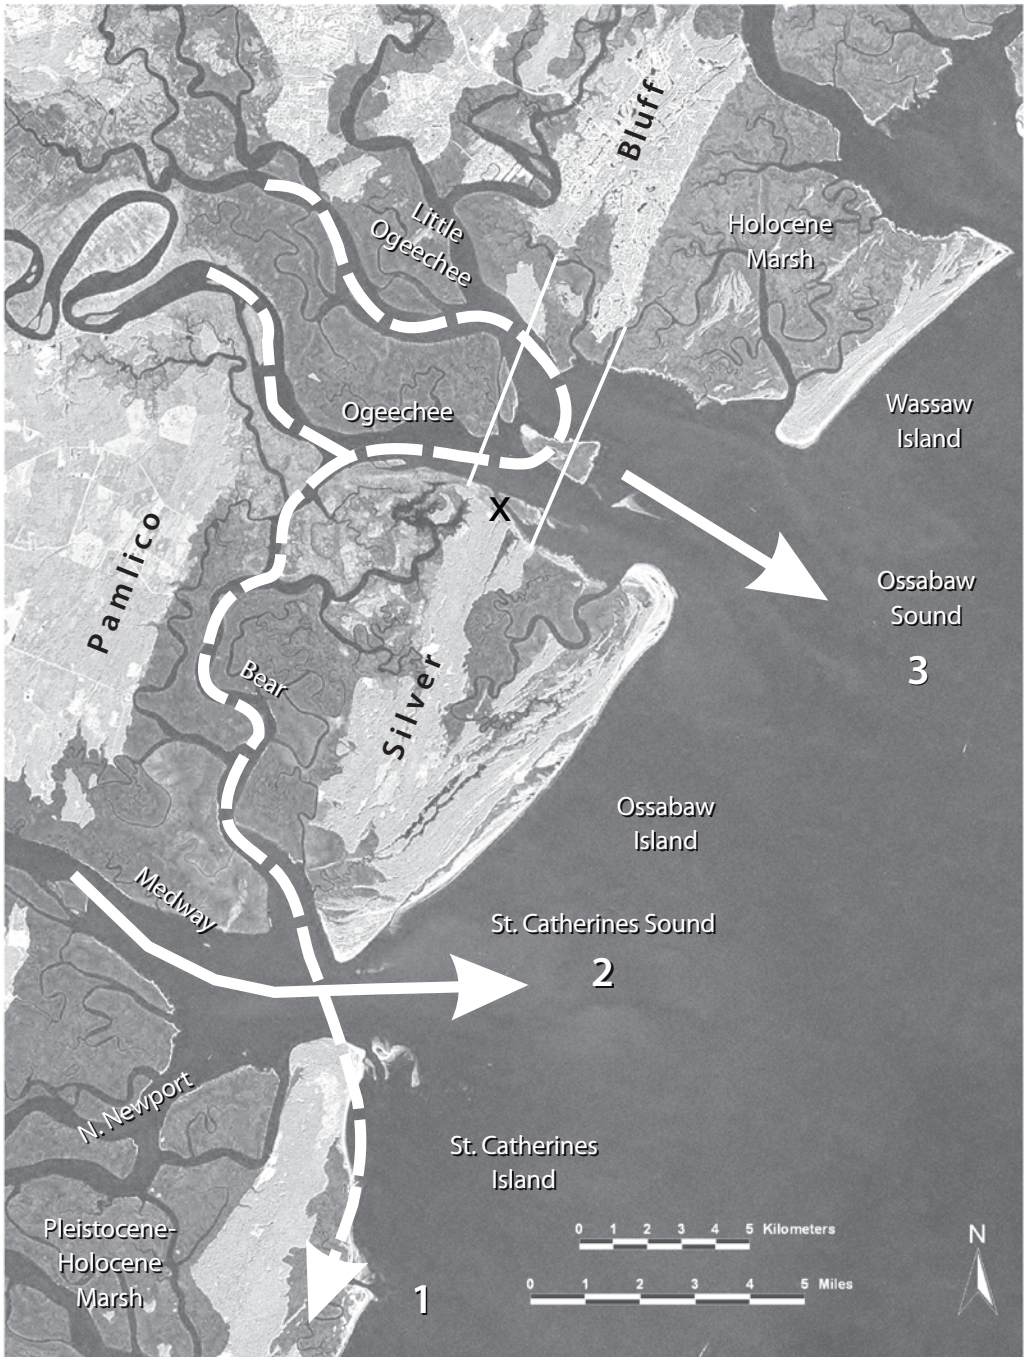 Bluff
Little
Ogeechee
Holocene
Marsh
Wassaw
Island
Ogeechee
X
Pamlico
Ossabaw
Sound
3
Bear
Silver
Ossabaw
Island
Medway
St. Catherines Sound
2
N. Newport
St. Catherines
Island
Pleistocene-
Holocene
Marsh
1
0 1 2 3 4 5 Kilometers
0 1 2 3 4 5 Miles
N